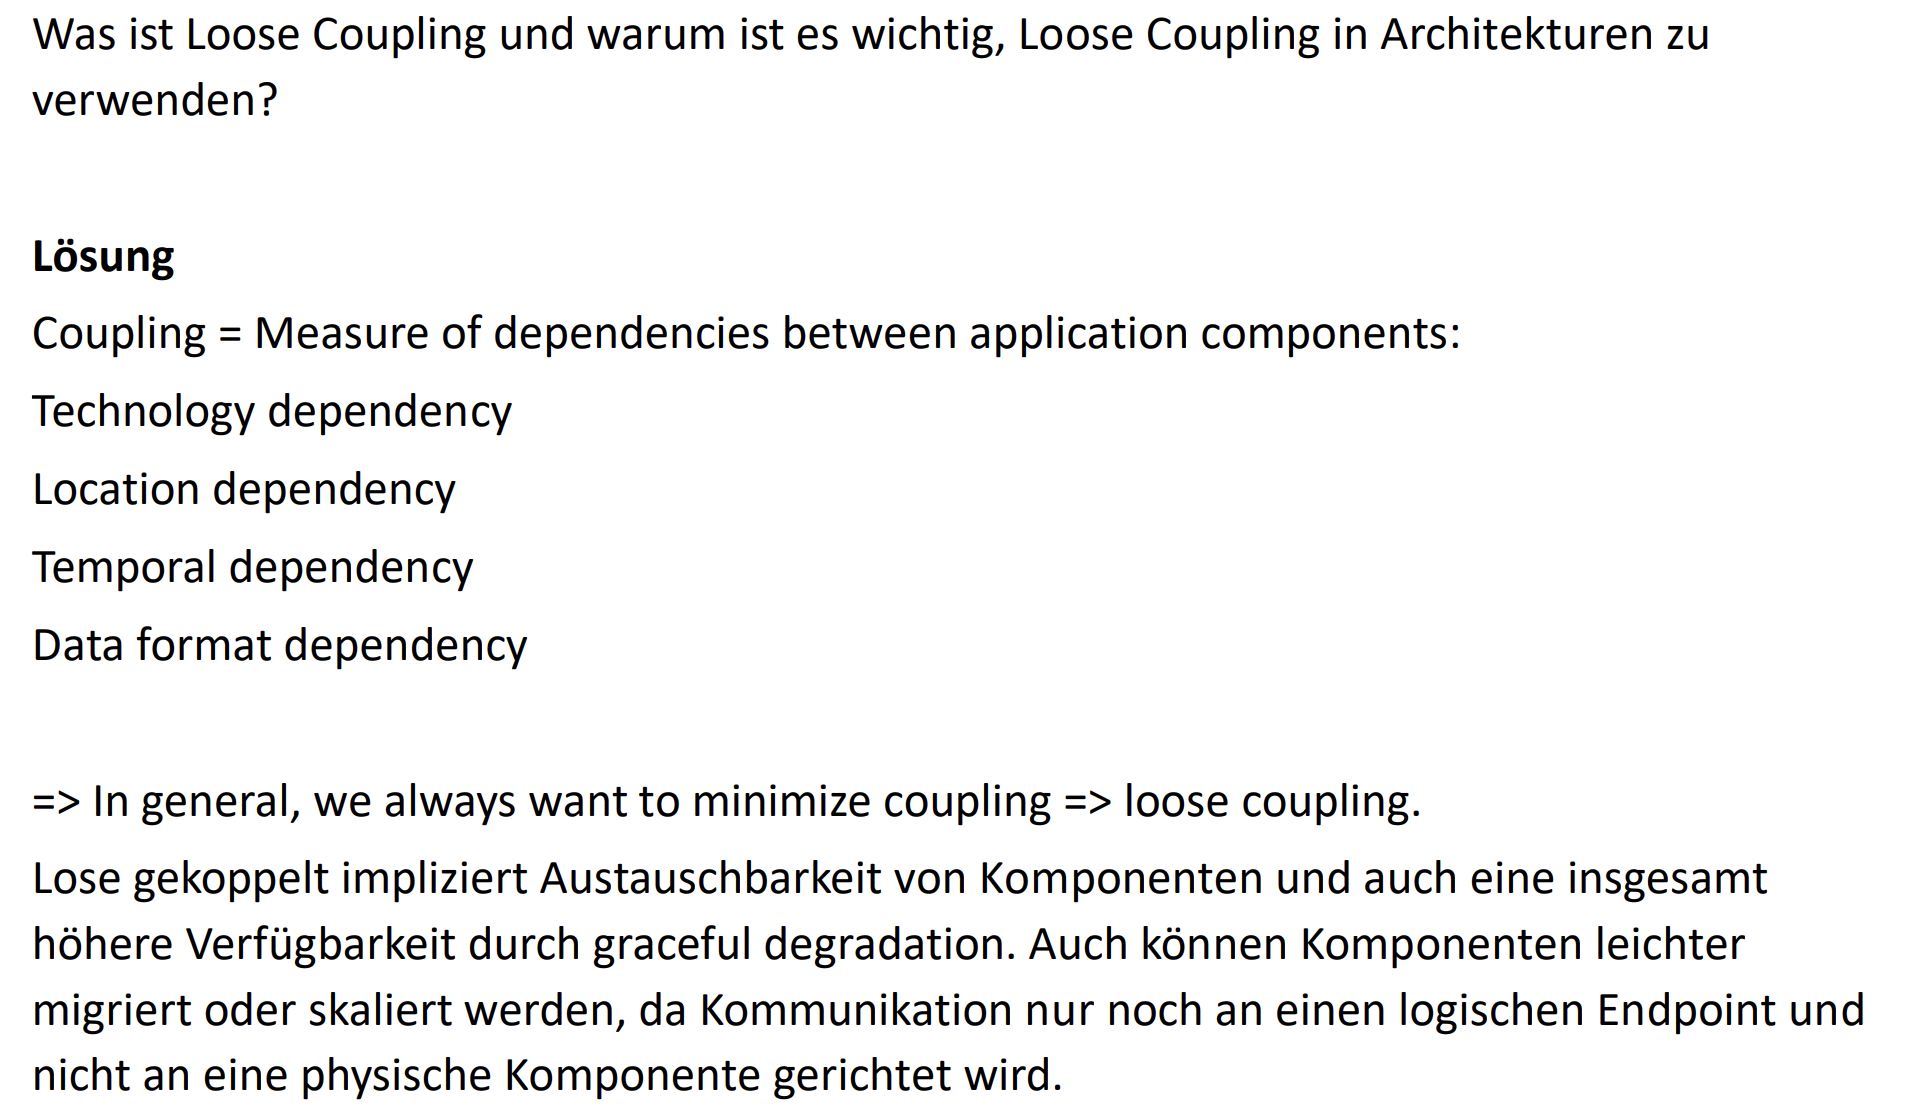 Was ist Loose Coupling und warum ist es wichtig, Loose Coupling in Architekturen zu
verwenden?
Lösung
Coupling = Measure of dependencies between application components:
Technology dependency
Location dependency
Temporal dependency
Data format dependency
=> In general, we always want to minimize coupling => loose coupling.
Lose gekoppelt impliziert Austauschbarkeit von Komponenten und auch eine insgesamt
höhere Verfügbarkeit durch graceful degradation. Auch können Komponenten leichter
migriert oder skaliert werden, da Kommunikation nur noch an einen logischen Endpoint und
nicht an eine physische Komponente gerichtet wird.